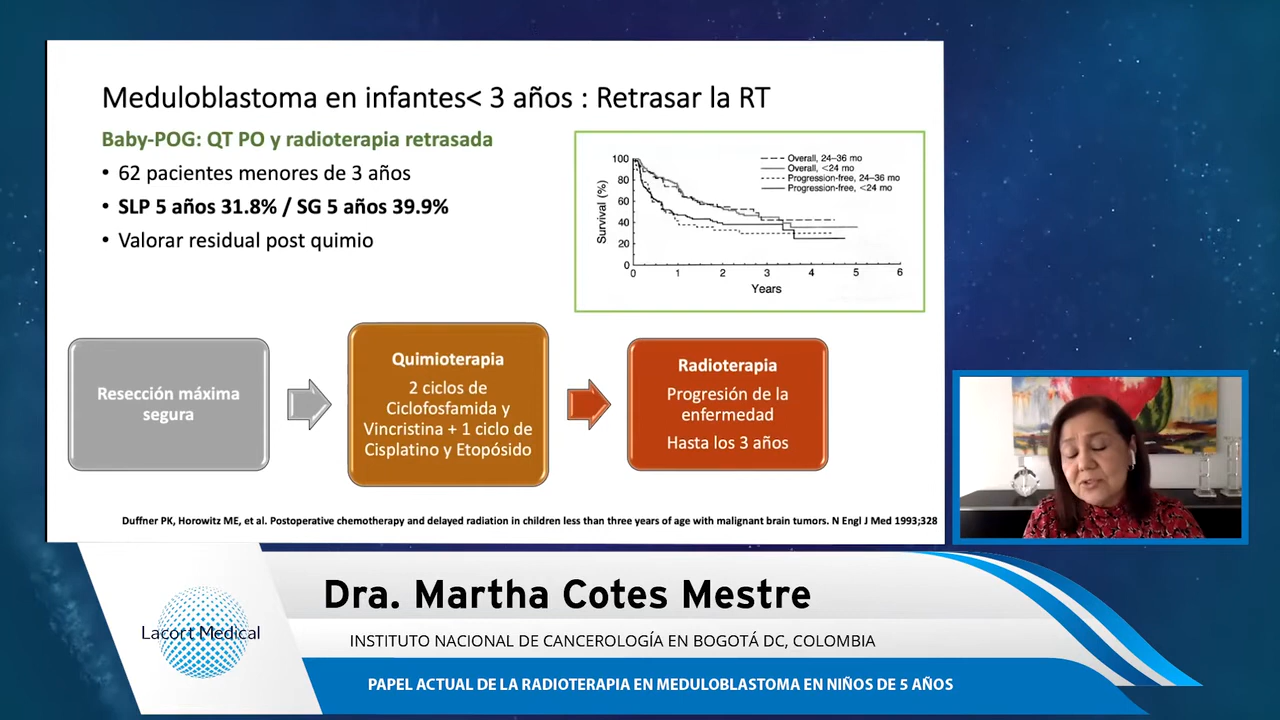 Meduloblastoma en infantes< 3 años : Retrasar la RT
Baby-POG: QT PO y radioterapia retrasada
• 62 pacientes menores de 3 años
• SLP 5 años 31.8% / SG 5 años 39.9%
• Valorar residual post quimio
Survival (%)
100
80
60
40
20
0
0 1 2 3 4 5 6
Years
Overall, 24–36 mo
Overall, <24 mo
Progression-free, 24–36 mo
Progression-free, <24 mo
Resección máxima
segura
Quimioterapia
2 ciclos de
Ciclofosfamida y
Vincristina + 1 ciclo de
Cisplatino y Etopósido
Radioterapia
Progresión de la
enfermedad
Hasta los 3 años
Duffner PK, Horowitz ME, et al. Postoperative chemotherapy and delayed radiation in children less than three years of age with malignant brain tumors. N Engl J Med 1993;328
Lacort Medical
Dra. Martha Cotes Mestre
INSTITUTO NACIONAL DE CANCEROLOGÍA EN BOGOTÁ DC, COLOMBIA
PAPEL ACTUAL DE LA RADIOTERAPIA EN MEDULOBLASTOMA EN NIÑOS DE 5 AÑOS